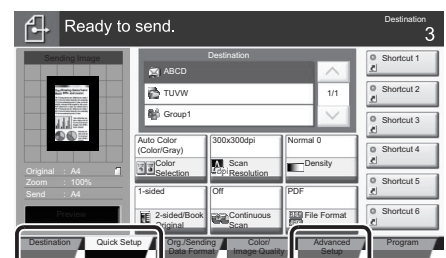 Ready to send.
Destination
3
Sending Image
Destination
ABCD
TUVW
1/1
Group1
Shortcut 1
Shortcut 2
Shortcut 3
Shortcut 4
Shortcut 5
Shortcut 6
Original : A4
Zoom : 100%
Send : A4
Preview
Auto Color
(Color/Gray)
Color
Selection
300x300dpi
Scan
Resolution
Normal 0
Density
1-sided
2-sided/Book
Original
Off
Continuous
Scan
PDF
File Format
Destination
Quick Setup
Org./Sending
Data Format
Color/
Image Quality
Advanced
Setup
Program